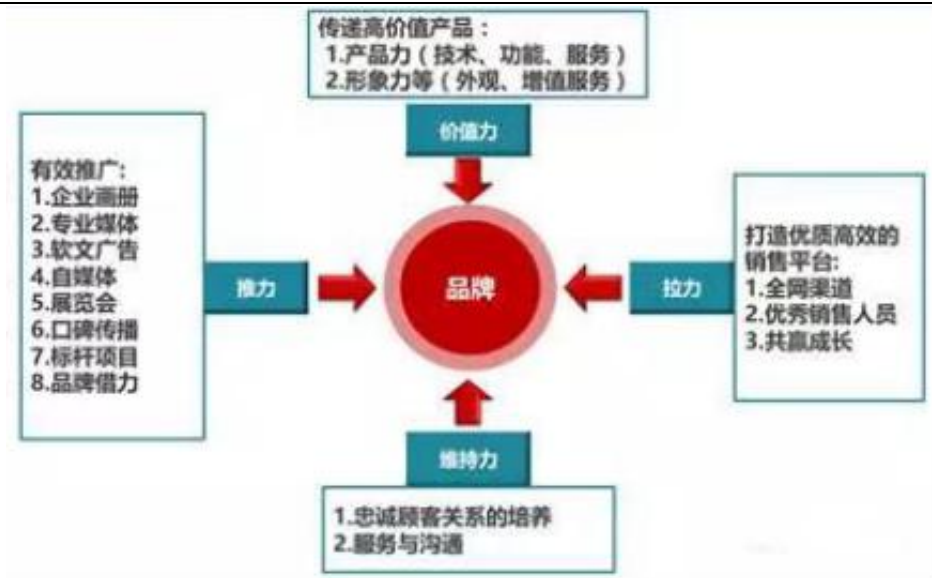 传递高价值产品：
1.产品力（技术、功能、服务）
2.形象力等（外观、增值服务）
价值力
有效推广:
1.企业画册
2.专业媒体
3.软文广告
4.自媒体
5.展览会
6.口碑传播
7.标杆项目
8.品牌借力
推力
品牌
拉力
打造优质高效的
销售平台:
1.全网渠道
2.优秀销售人员
3.共赢成长
维持力
1.忠诚顾客关系的培养
2.服务与沟通